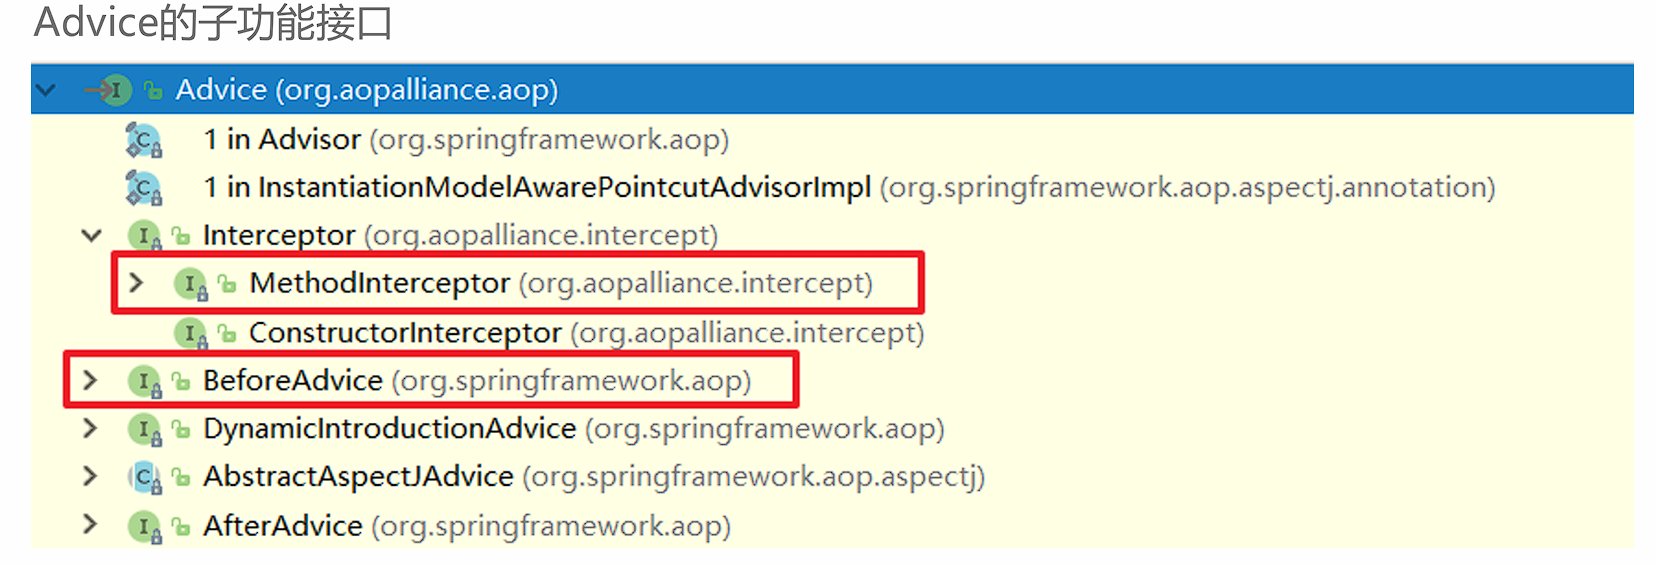 Advice的子功能接口
Advice (org.aopalliance.aop)
1 in Advisor (org.springframework.aop)
1 in InstantiationModelAwarePointcutAdvisorImpl (org.springframework.aop.aspectj.annotation)
Interceptor (org.aopalliance.intercept)
MethodInterceptor (org.aopalliance.intercept)
ConstructorInterceptor (org.aopalliance.intercept)
BeforeAdvice (org.springframework.aop)
DynamicIntroductionAdvice (org.springframework.aop)
AbstractAspectJAdvice (org.springframework.aop.aspectj)
AfterAdvice (org.springframework.aop)